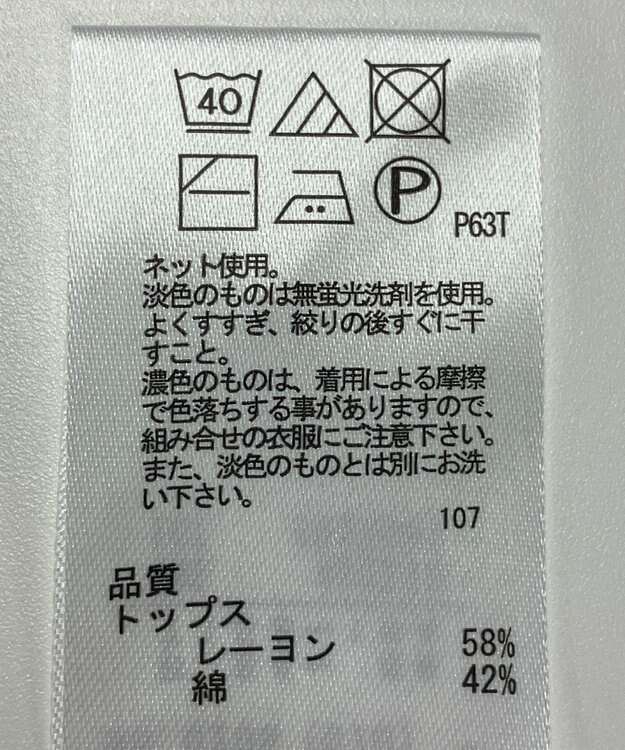 40
P
P63T
ネット使用。
淡色のものは無蛍光洗剤を使用。
よくすすぎ、絞りの後すぐに干
すこと。
濃色のものは、着用による摩擦
で色落ちする事がありますので、
組み合せの衣服にご注意下さい。
また、淡色のものとは別にお洗
い下さい。
107
品質
トップス
レーヨン 58%
綿 42%